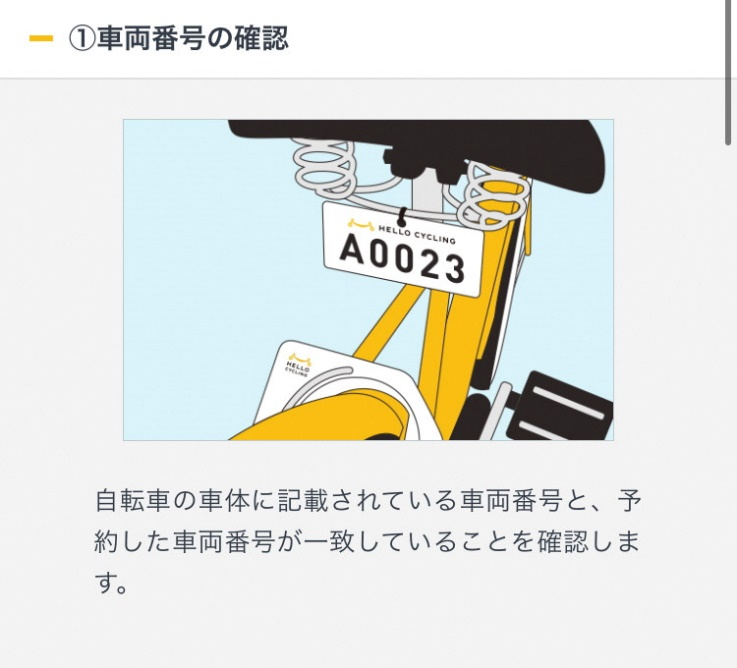 ①車両番号の確認
HELLO CYCLING
A0023
HELLO
CYCLING
自転車の車体に記載されている車両番号と、予
約した車両番号が一致していることを確認しま
す。